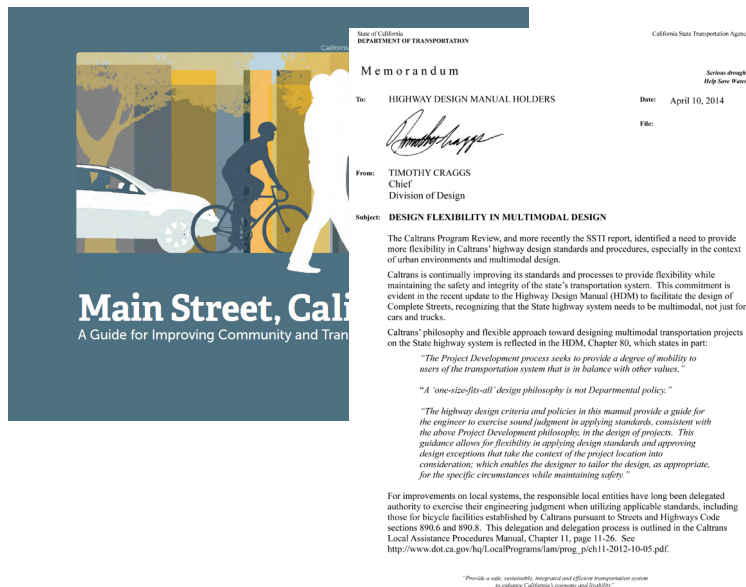 California
Main Street, Cali
A Guide for Improving Community and Tran
State of California
California State Transportation Agenc
DEPARTMENT OF TRANSPORTATION
Memorandum
Serious drough
Help Save Water
To: HIGHWAY DESIGN MANUAL HOLDERS
Date: April 10, 2014
File:
From: TIMOTHY CRAGGS
Chief
Division of Design
Subject: DESIGN FLEXIBILITY IN MULTIMODAL DESIGN
The Caltrans Program Review, and more recently the SSTI report, identified a need to provide
more flexibility in Caltrans' highway design standards and procedures, especially in the context
of urban environments and multimodal design.
Caltrans is continually improving its standards and processes to provide flexibility while
maintaining the safety and integrity of the state's transportation system. This commitment is
evident in the recent update to the Highway Design Manual (HDM) to facilitate the design of
Complete Streets, recognizing that the State highway system needs to be multimodal, not just for
cars and trucks.
Caltrans' philosophy and flexible approach toward designing multimodal transportation projects
on the State highway system is reflected in the HDM, Chapter 80, which states in part:
"The Project Development process seeks to provide a degree of mobility to
users of the transportation system that is in balance with other values."
"A 'one-size-fits-all' design philosophy is not Departmental policy."
"The highway design criteria and policies in this manual provide a guide for
the engineer to exercise sound judgment in applying standards, consistent with
the above Project Development philosophy, in the design of projects. This
guidance allows for flexibility in applying design standards and approving
design exceptions that take the context of the project location into
consideration; which enables the designer to tailor the design, as appropriate,
for the specific circumstances while maintaining safety."
For improvements on local systems, the responsible local entities have long been delegated
authority to exercise their engineering judgment when utilizing applicable standards, including
those for bicycle facilities established by Caltrans pursuant to Streets and Highways Code
sections 890.6 and 890.8. This delegation and delegation process is outlined in the Caltrans
Local Assistance Procedures Manual, Chapter 11, page 11-26. See
http://www.dot.ca.gov/hq/LocalPrograms/lam/prog_p/ch11-2012-10-05.pdf.
"Provide a safe, sustainable, integrated and efficient transportation system
to enhance California's economy and livability"